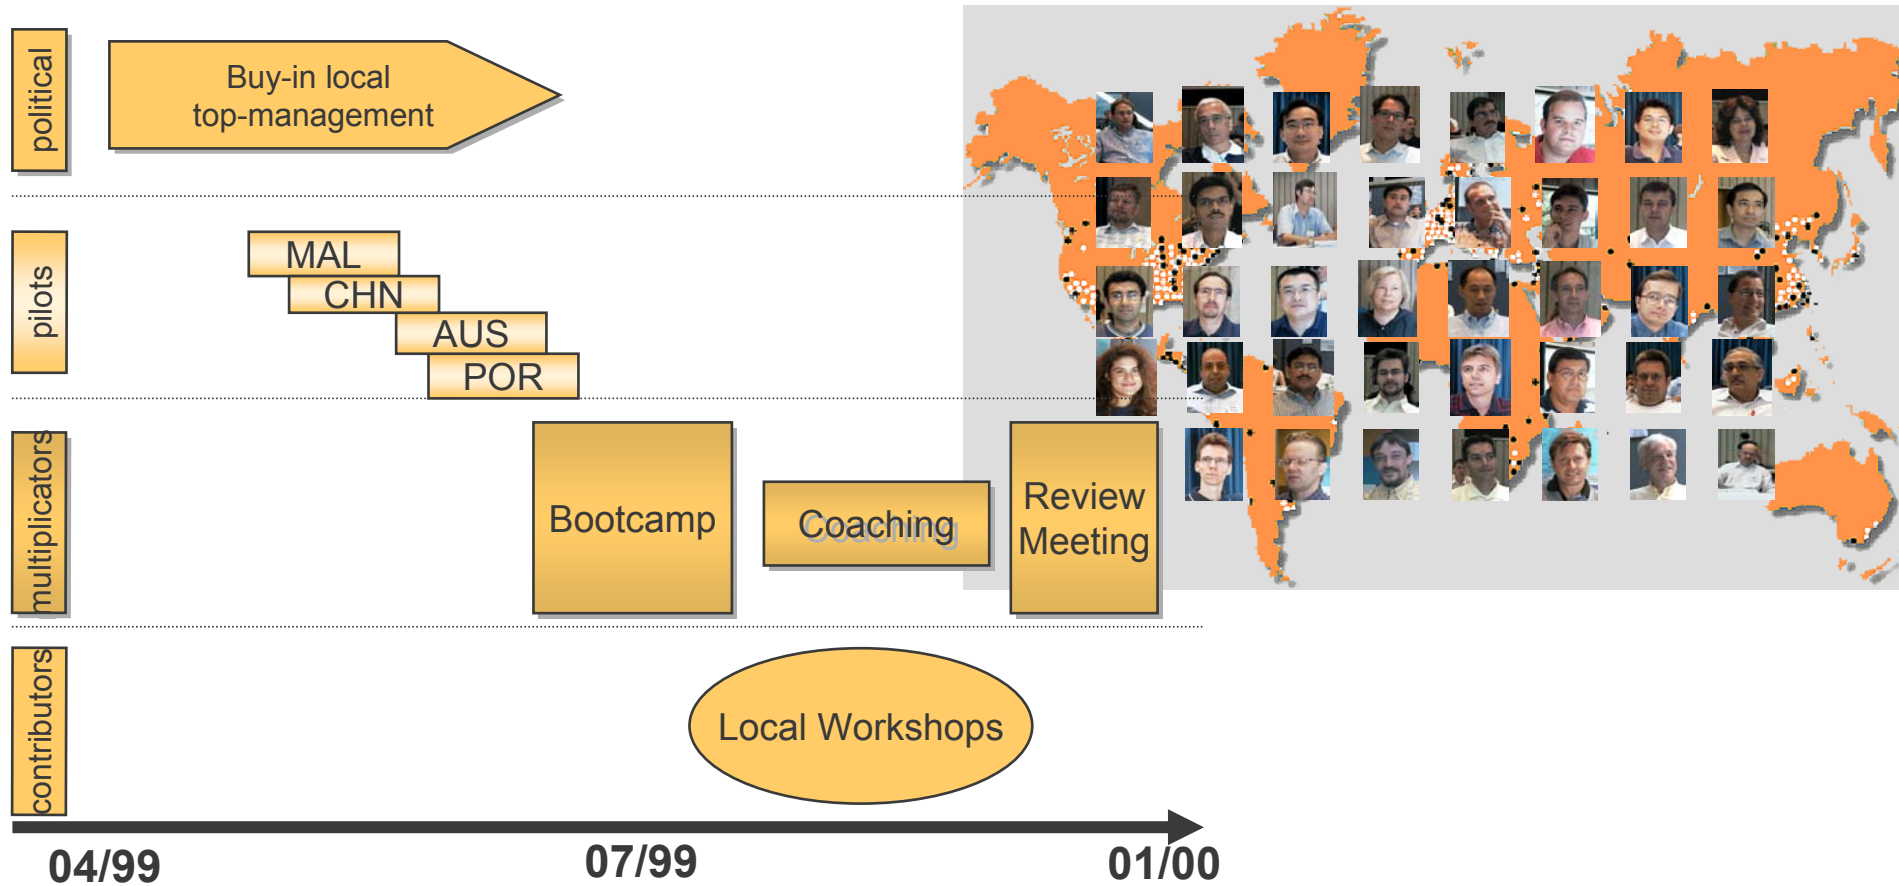 political
Buy-in local
top-management
pilots
MAL
CHN
AUS
POR
multiplicators
Bootcamp
Coaching
Review
Meeting
contributors
Local Workshops
04/99
07/99
01/00